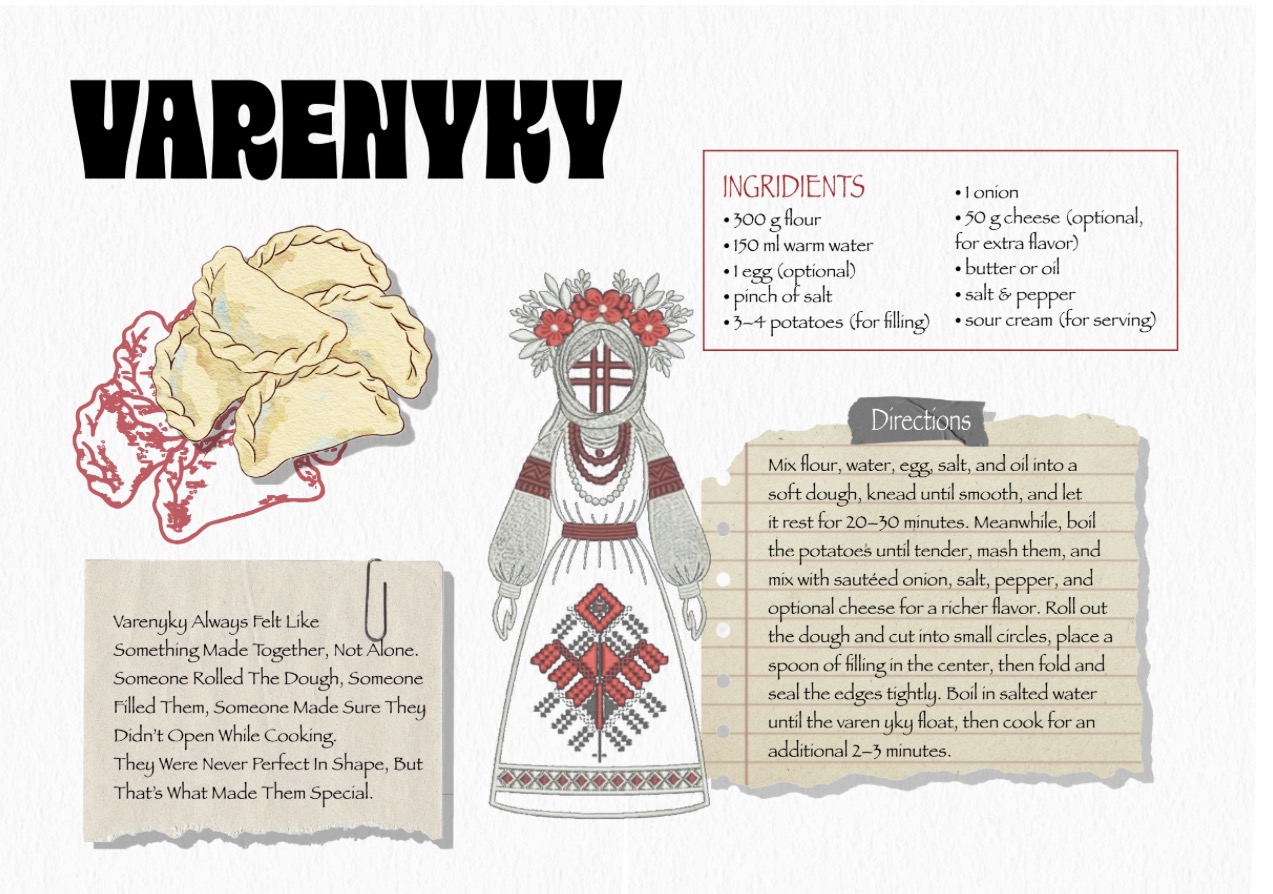 VARENYKY
INGRIDIENTS
• 300 g flour
• 150 ml warm water
• 1 egg (optional)
• pinch of salt
• 3–4 potatoes (for filling)
• 1 onion
• 50 g cheese (optional,
for extra flavor)
• butter or oil
• salt & pepper
• sour cream (for serving)
Directions
Mix flour, water, egg, salt, and oil into a
soft dough, knead until smooth, and let
it rest for 20–30 minutes. Meanwhile, boil
the potatoes until tender, mash them, and
mix with sautéed onion, salt, pepper, and
optional cheese for a richer flavor. Roll out
the dough and cut into small circles, place a
spoon of filling in the center, then fold and
seal the edges tightly. Boil in salted water
until the varen yky float, then cook for an
additional 2–3 minutes.
Varenyky Always Felt Like
Something Made Together, Not Alone.
Someone Rolled The Dough, Someone
Filled Them, Someone Made Sure They
Didn't Open While Cooking.
They Were Never Perfect In Shape, But
That's What Made Them Special.